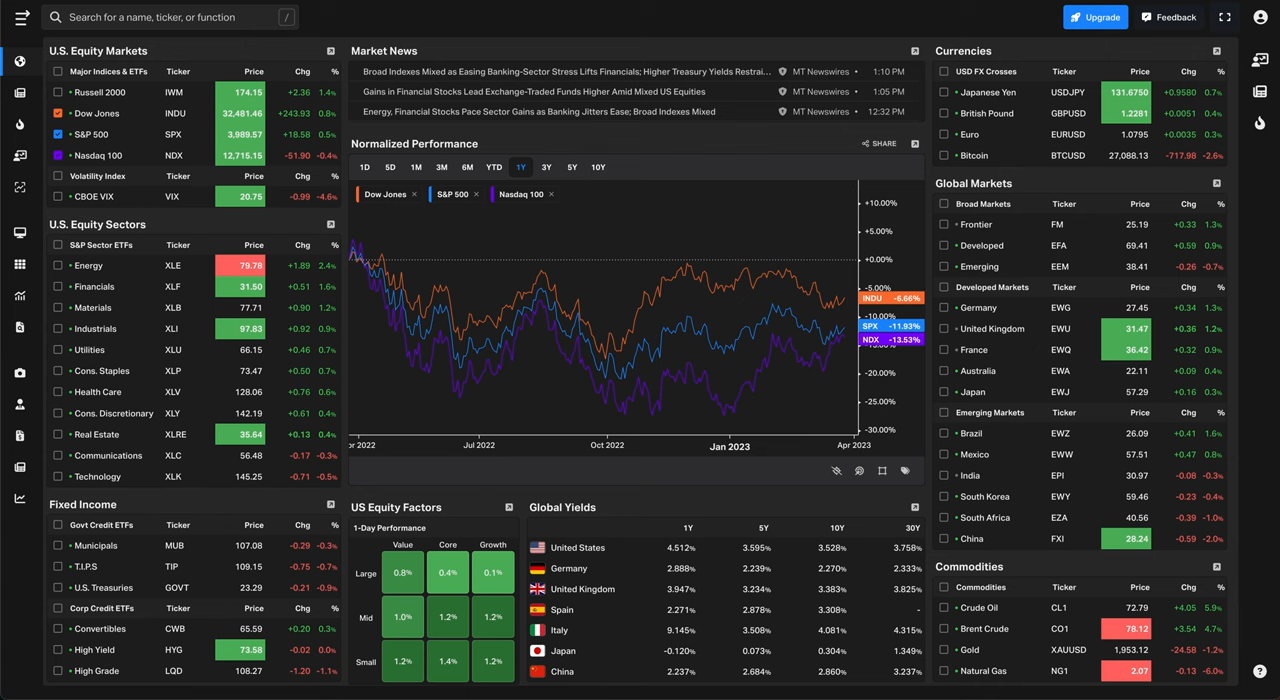 Search for a name, ticker, or function
/
Upgrade
Feedback
U.S. Equity Markets
Major Indices & ETFs Ticker Price Chg %
Russell 2000 IWM 174.15 +2.36 1.4%
Dow Jones INDU 32,481.46 +243.93 0.8%
S&P 500 SPX 3,989.57 +18.58 0.5%
Nasdaq 100 NDX 12,715.15 -51.90 -0.4%
Volatility Index Ticker Price Chg %
CBOE VIX VIX 20.75 -0.99 -4.6%
U.S. Equity Sectors
S&P Sector ETFs Ticker Price Chg %
Energy XLE 79.78 +1.89 2.4%
Financials XLF 31.50 +0.51 1.6%
Materials XLB 77.71 +0.90 1.2%
Industrials XLI 97.83 +0.92 0.9%
Utilities XLU 66.15 +0.46 0.7%
Cons. Staples XLP 73.47 +0.50 0.7%
Health Care XLV 128.06 +0.76 0.6%
Cons. Discretionary XLY 142.19 +0.61 0.4%
Real Estate XLRE 35.64 +0.13 0.4%
Communications XLC 56.48 -0.17 -0.3%
Technology XLK 145.25 -0.71 -0.5%
Fixed Income
Govt Credit ETFs Ticker Price Chg %
Municipals MUB 107.08 -0.29 -0.3%
T.I.P.S TIP 109.15 -0.75 -0.7%
U.S. Treasuries GOVT 23.29 -0.21 -0.9%
Corp Credit ETFs Ticker Price Chg %
Convertibles CWB 65.59 +0.20 0.3%
High Yield HYG 73.58 -0.02 0.0%
High Grade LQD 108.27 -1.20 -1.1%
Market News
Broad Indexes Mixed as Easing Banking-Sector Stress Lifts Financials; Higher Treasury Yields Restrai... MT Newswires • 1:10 PM
Gains in Financial Stocks Lead Exchange-Traded Funds Higher Amid Mixed US Equities MT Newswires • 1:05 PM
Energy, Financial Stocks Pace Sector Gains as Banking Jitters Ease; Broad Indexes Mixed MT Newswires • 12:32 PM
Normalized Performance
SHARE
1D 5D 1M 3M 6M YTD 1Y 3Y 5Y 10Y
Dow Jones × S&P 500 × Nasdaq 100 ×
+10.00%
+5.00%
+0.00%
-5.00%
INDU -6.66%
-10.00%
SPX -11.93%
NDX -13.53%
-15.00%
-20.00%
-25.00%
-30.00%
r 2022 Jul 2022 Oct 2022 Jan 2023 Apr 2023
US Equity Factors
1-Day Performance
Value Core Growth
Large 0.8% 0.4% 0.1%
Mid 1.0% 1.2% 1.2%
Small 1.2% 1.4% 1.2%
Global Yields
1Y 5Y 10Y 30Y
United States 4.512% 3.595% 3.528% 3.758%
Germany 2.888% 2.239% 2.270% 2.333%
United Kingdom 3.947% 3.234% 3.383% 3.825%
Spain 2.271% 2.878% 3.308% -
Italy 9.145% 3.508% 4.081% 4.315%
Japan -0.120% 0.073% 0.304% 1.349%
China 2.237% 2.684% 2.860% 3.237%
Currencies
USD FX Crosses Ticker Price Chg %
Japanese Yen USDJPY 131.6750 +0.9580 0.7%
British Pound GBPUSD 1.2281 +0.0051 0.4%
Euro EURUSD 1.0795 +0.0035 0.3%
Bitcoin BTCUSD 27,088.13 -717.98 -2.6%
Global Markets
Broad Markets Ticker Price Chg %
Frontier FM 25.19 +0.33 1.3%
Developed EFA 69.41 +0.59 0.9%
Emerging EEM 38.41 -0.26 -0.7%
Developed Markets Ticker Price Chg %
Germany EWG 27.45 +0.34 1.3%
United Kingdom EWU 31.47 +0.36 1.2%
France EWQ 36.42 +0.32 0.9%
Australia EWA 22.11 +0.09 0.4%
Japan EWJ 57.29 +0.16 0.3%
Emerging Markets Ticker Price Chg %
Brazil EWZ 26.09 +0.41 1.6%
Mexico EWW 57.51 +0.47 0.8%
India EPI 30.97 -0.08 -0.3%
South Korea EWY 59.46 -0.23 -0.4%
South Africa EZA 40.56 -0.39 -1.0%
China FXI 28.24 -0.59 -2.0%
Commodities
Commodities Ticker Price Chg %
Crude Oil CL1 72.79 +4.05 5.9%
Brent Crude CO1 78.12 +3.54 4.7%
Gold XAUUSD 1,953.12 -24.58 -1.2%
Natural Gas NG1 2.07 -0.13 -6.0%
?